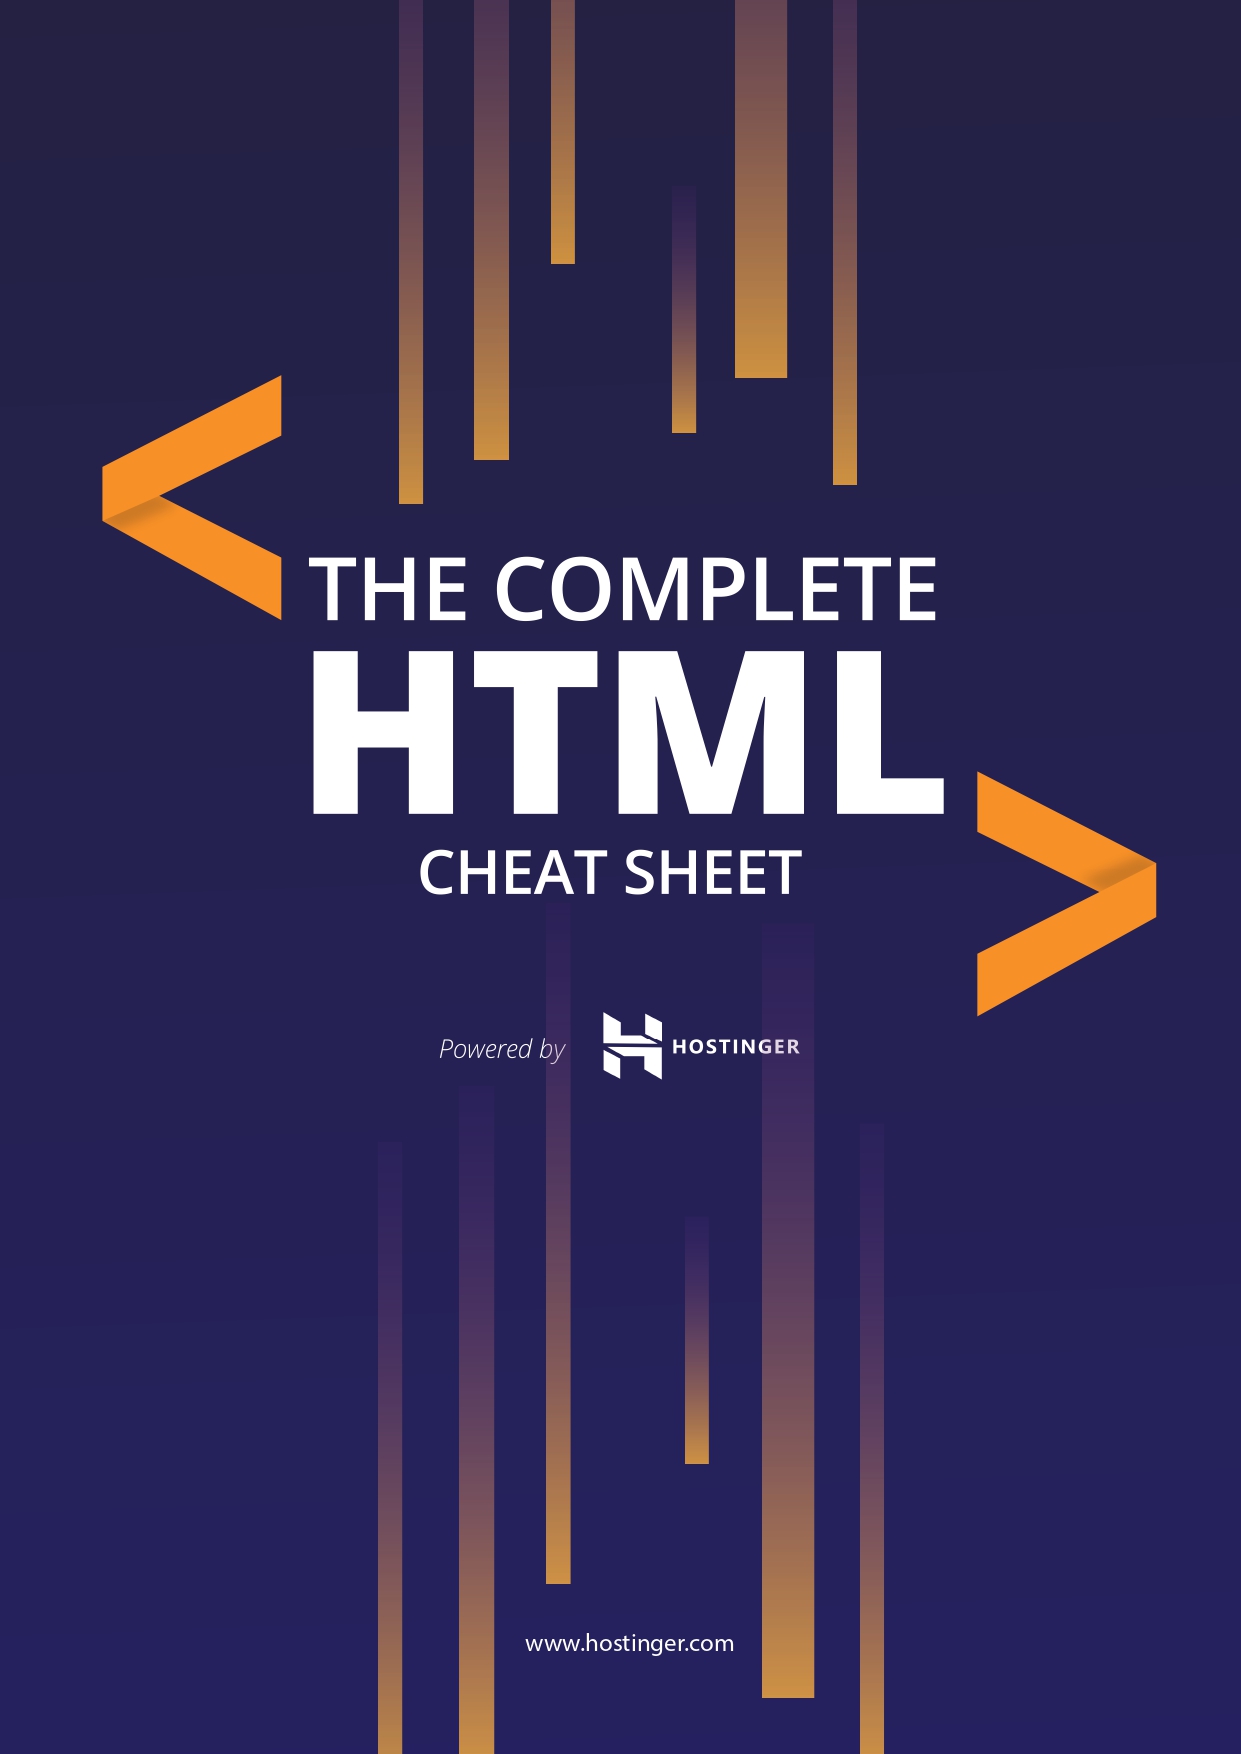 THE COMPLETE
HTML
CHEAT SHEET
Powered by HOSTINGER
www.hostinger.com